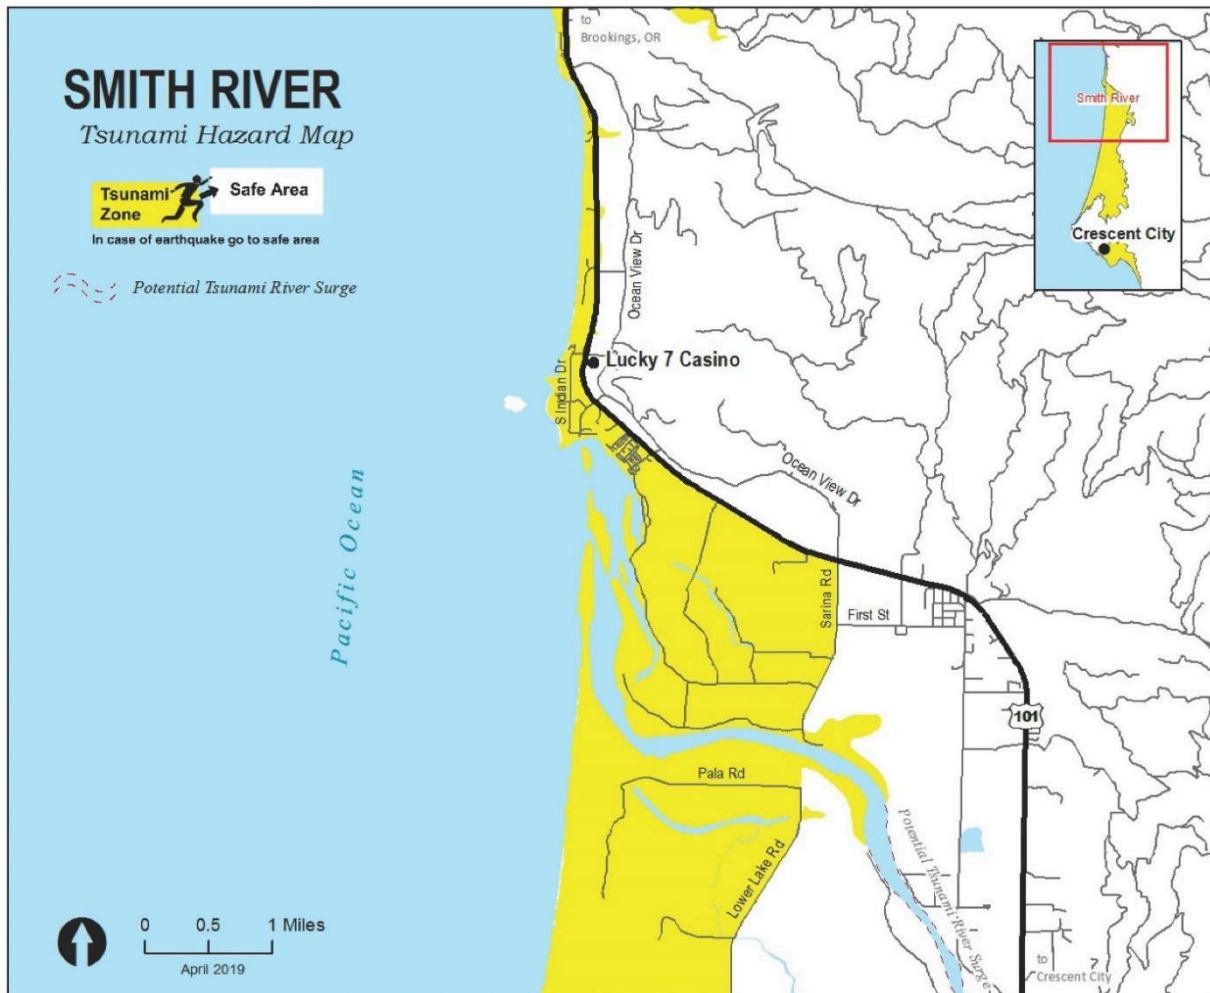 SMITH RIVER
Tsunami Hazard Map
Tsunami
Zone
Safe Area
In case of earthquake go to safe area
Potential Tsunami River Surge
to
Brookings, OR
Smith River
Crescent City
Ocean View Dr
Lucky 7 Casino
S Indian Dr
Ocean View Dr
Pacific Ocean
Sarina Rd
First St
101
Pala Rd
Potential Tsunami River Surge
Lower Lake Rd
0 0.5 1 Miles
April 2019
to
Crescent City